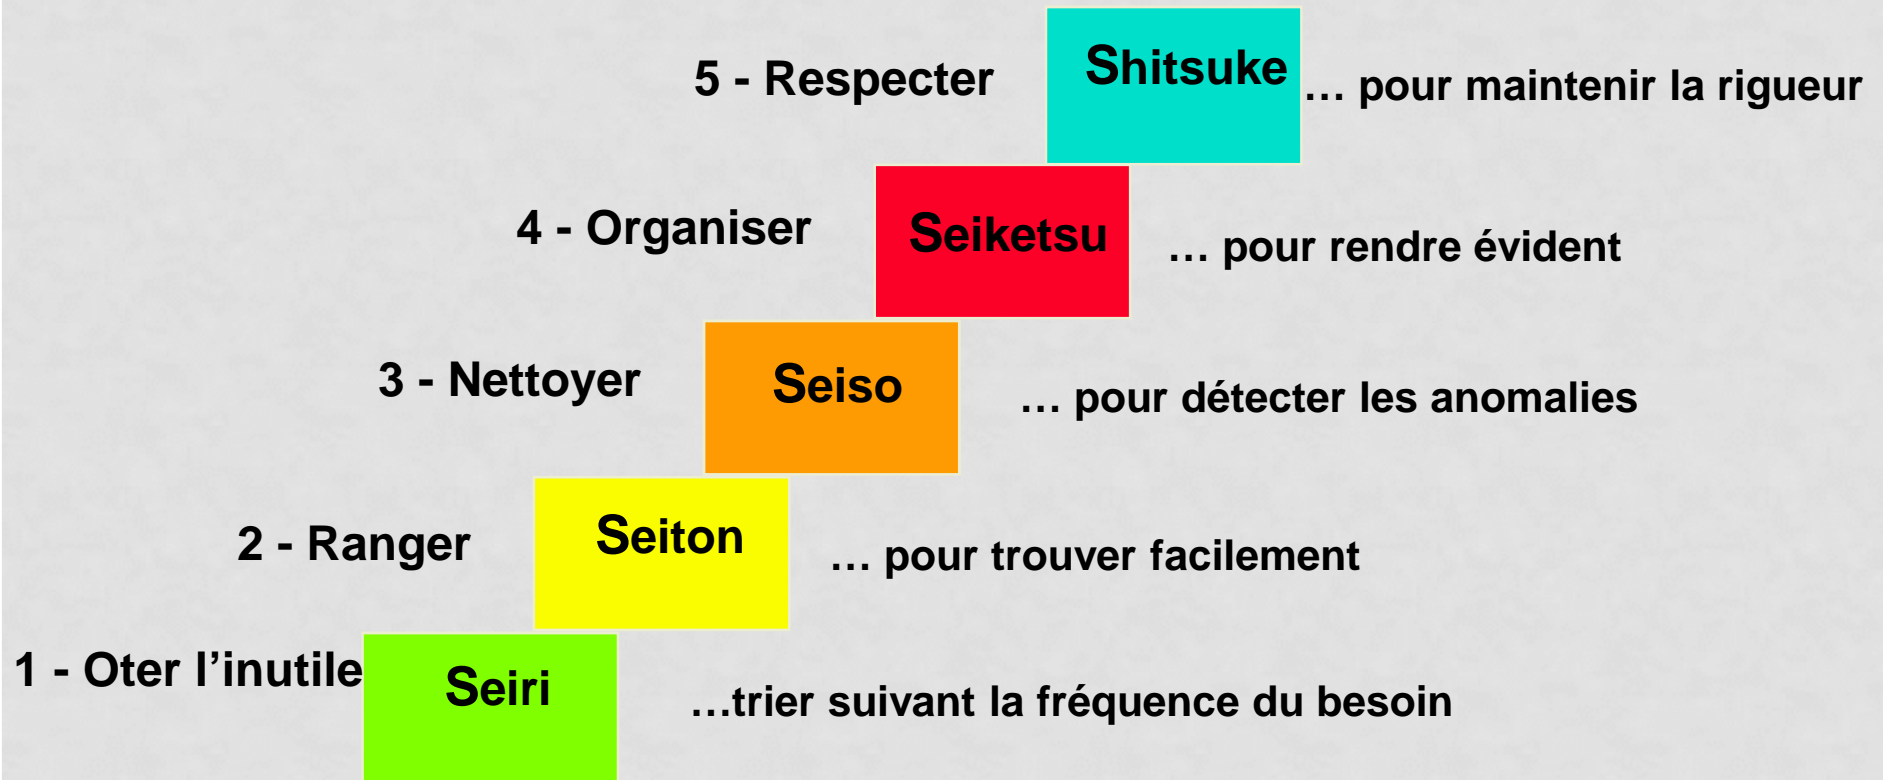 5 - Respecter Shitsuke ... pour maintenir la rigueur
4 - Organiser Seiketsu ... pour rendre évident
3 - Nettoyer Seiso ... pour détecter les anomalies
2 - Ranger Seiton ... pour trouver facilement
1 - Oter l’inutile Seiri ...trier suivant la fréquence du besoin